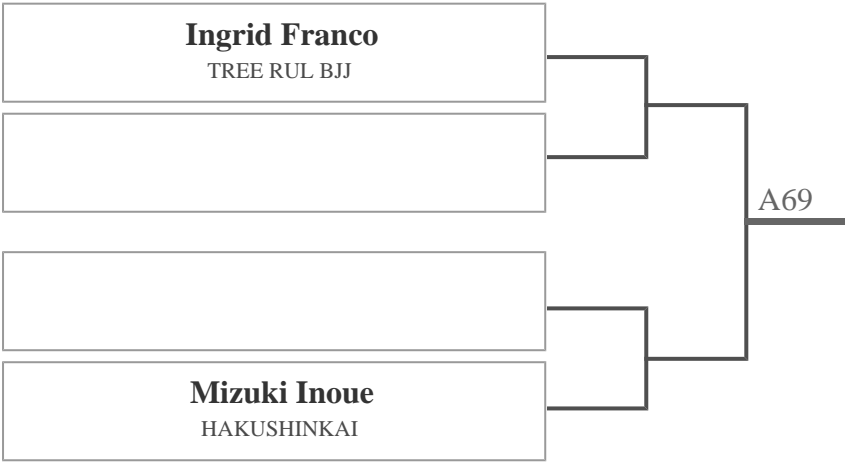 Ingrid Franco
TREE RUL BJJ
A69
Mizuki Inoue
HAKUSHINKAI